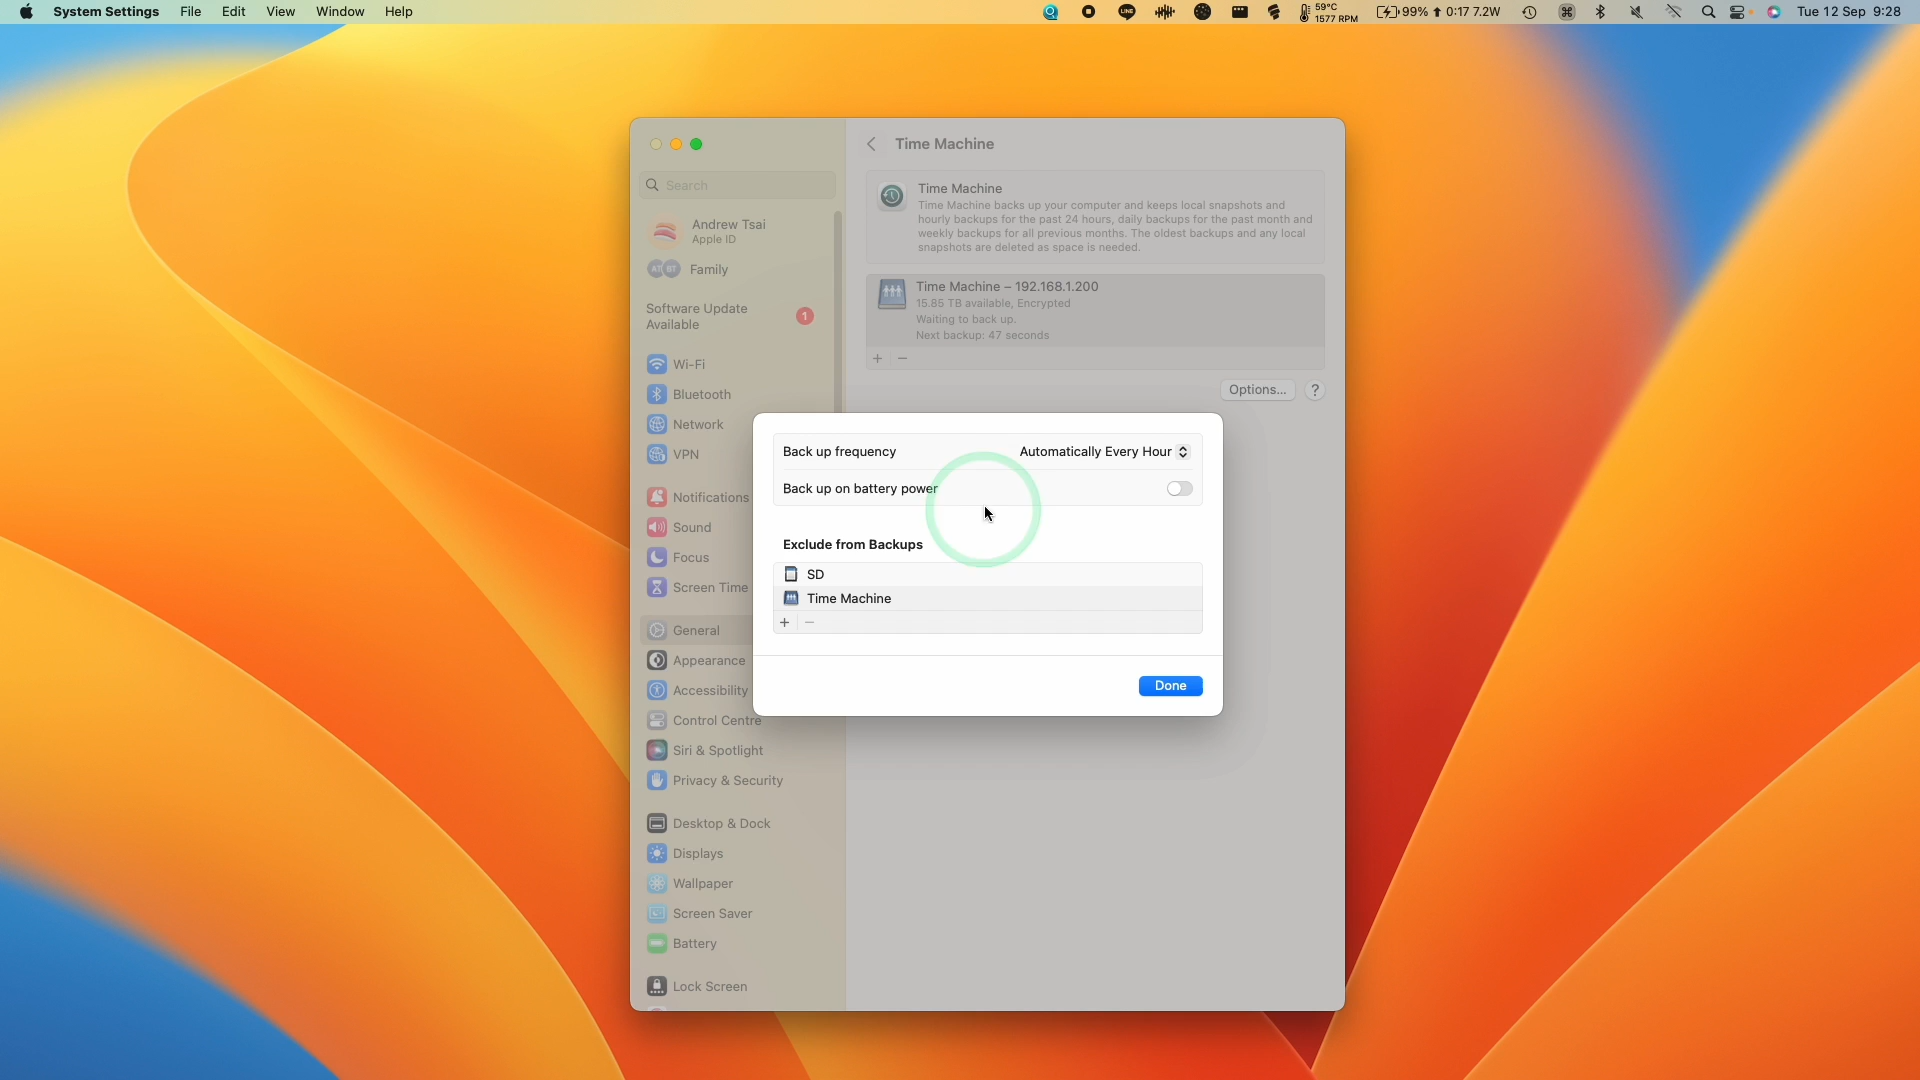 System Settings File Edit View Window Help
LINE
59°C
1577 RPM
99% 0:17 7.2W
Tue 12 Sep 9:28
Time Machine
Search
Andrew Tsai
Apple ID
AT BT Family
Software Update
Available
1
Wi-Fi
Bluetooth
Network
VPN
Notifications
Sound
Focus
Screen Time
General
Appearance
Accessibility
Control Centre
Siri & Spotlight
Privacy & Security
Desktop & Dock
Displays
Wallpaper
Screen Saver
Battery
Lock Screen
Time Machine
Time Machine backs up your computer and keeps local snapshots and
hourly backups for the past 24 hours, daily backups for the past month and
weekly backups for all previous months. The oldest backups and any local
snapshots are deleted as space is needed.
Time Machine – 192.168.1.200
15.85 TB available, Encrypted
Waiting to back up.
Next backup: 47 seconds
+ −
Options... ?
Back up frequency Automatically Every Hour
Back up on battery power
Exclude from Backups
SD
Time Machine
+ −
Done